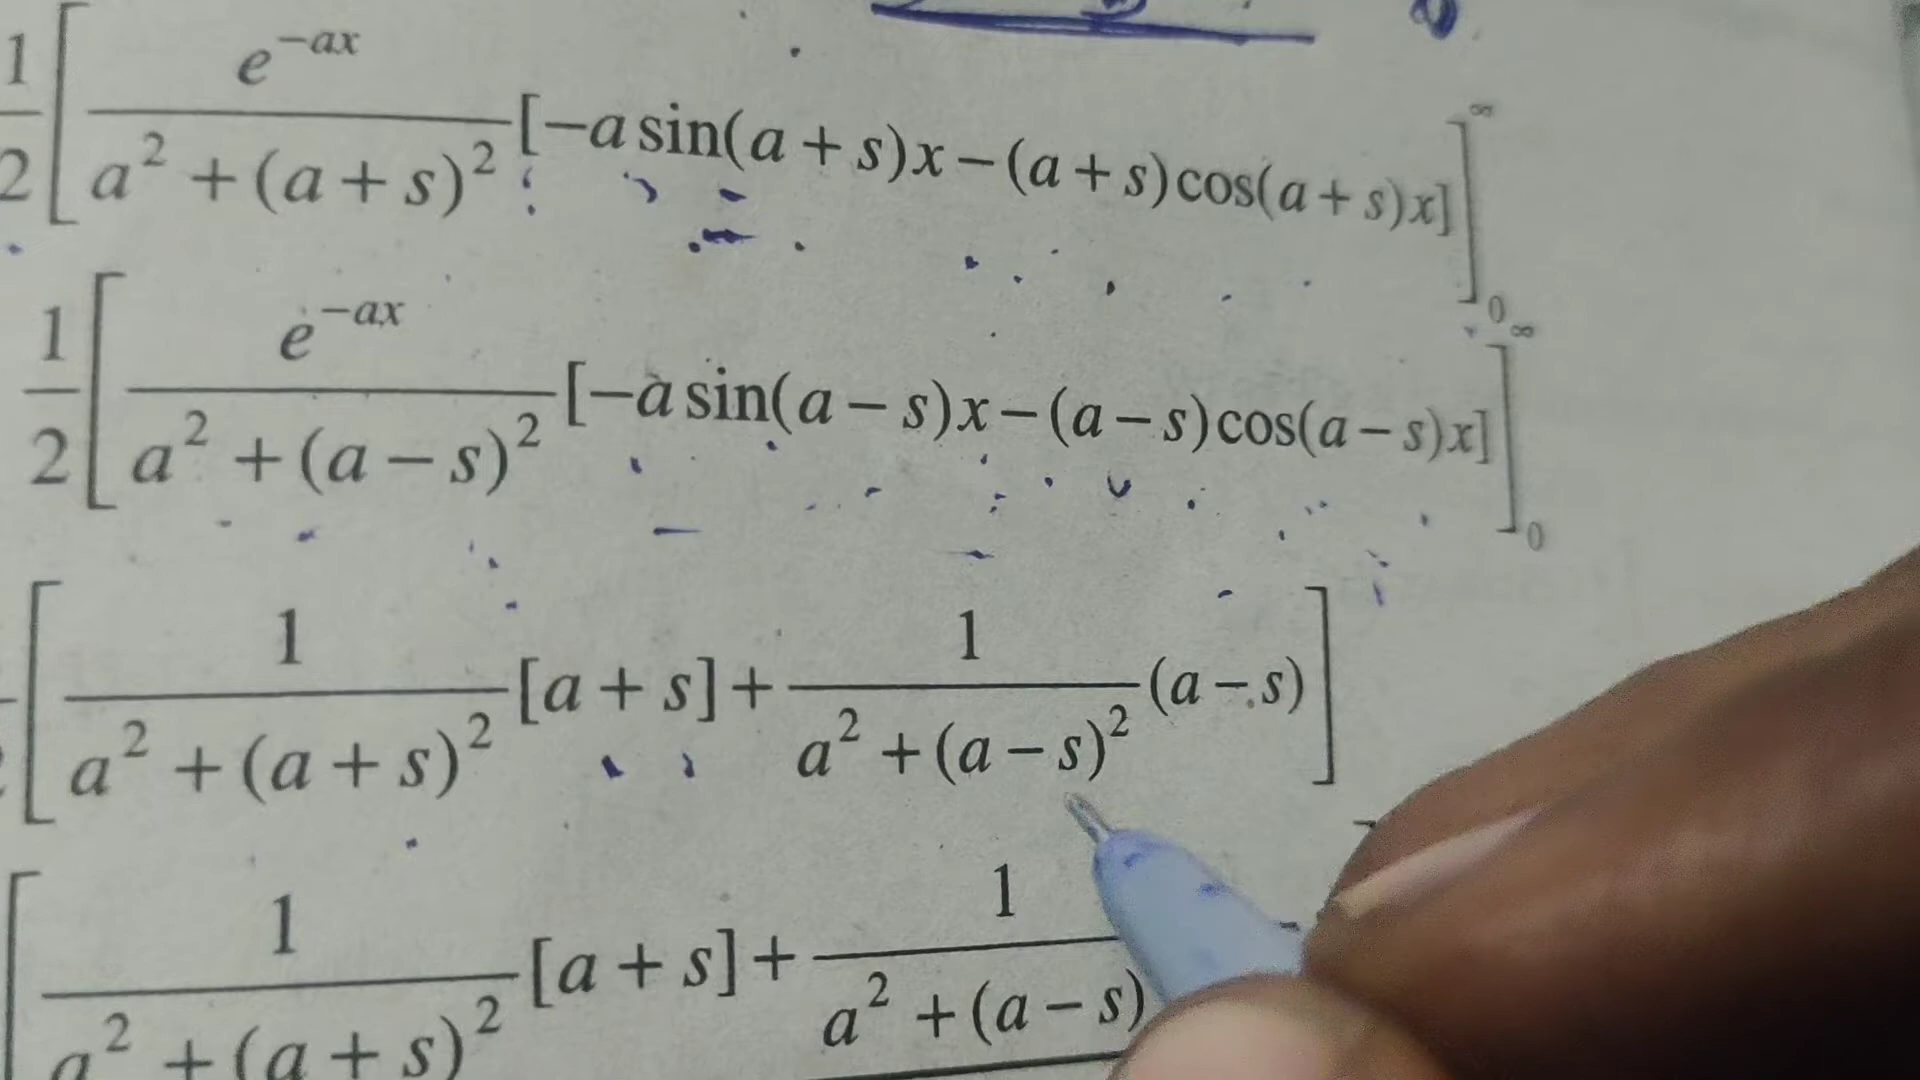 1/2 [ e^{-ax} / (a^2 + (a + s)^2) [−a sin(a + s)x − (a + s)cos(a + s)x] ]_0^∞
1/2 [ e^{-ax} / (a^2 + (a − s)^2) [−a sin(a − s)x − (a − s)cos(a − s)x] ]_0^∞
[ 1 / (a^2 + (a + s)^2) [a + s] + 1 / (a^2 + (a − s)^2) (a − s) ]
[ 1 / (a^2 + (a + s)^2) [a + s] + 1 / (a^2 + (a − s)